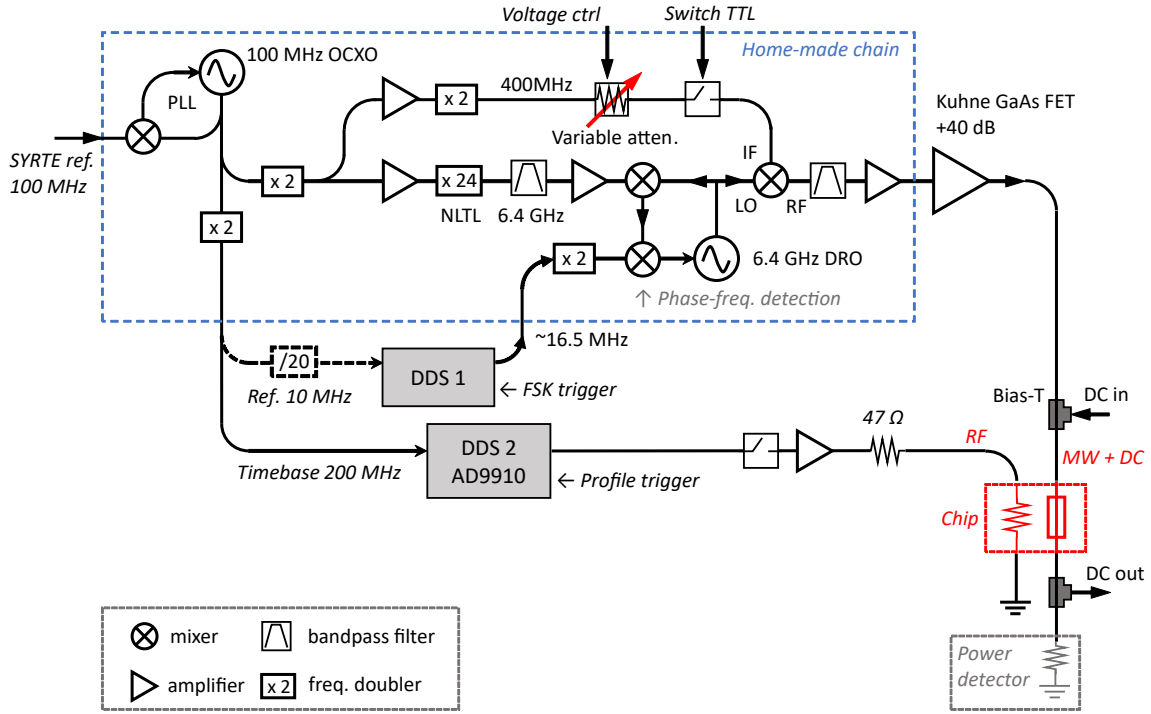 Voltage ctrl
Switch TTL
Home-made chain
100 MHz OCXO
PLL
SYRTE ref.
100 MHz
x 2
x 2
400MHz
Variable atten.
Kuhne GaAs FET
+40 dB
IF
LO
RF
x 2
x 24
NLTL
6.4 GHz
x 2
x 2
6.4 GHz DRO
↑ Phase-freq. detection
~16.5 MHz
/20
Ref. 10 MHz
DDS 1
← FSK trigger
Timebase 200 MHz
DDS 2
AD9910
← Profile trigger
47 Ω
RF
Bias-T
DC in
MW + DC
Chip
DC out
Power
detector
mixer
bandpass filter
amplifier
x 2
freq. doubler